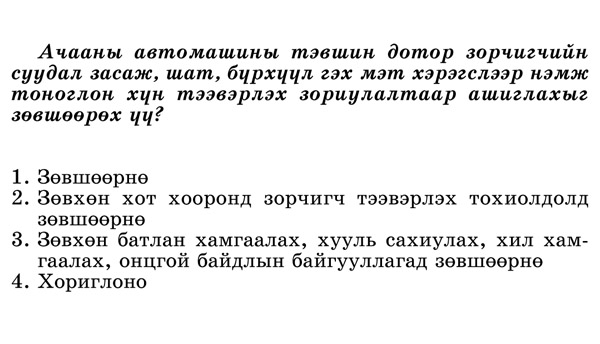 Ачааны автомашины тэвшин дотор зорчигчийн
суудал засаж, шат, бүрхүүл гэх мэт хэрэгслээр нэмж
тоноглон хүн тээвэрлэх зориулалтаар ашиглахыг
зөвшөөрөх үү?
1. Зөвшөөрнө
2. Зөвхөн хот хооронд зорчигч тээвэрлэх тохиолдолд
зөвшөөрнө
3. Зөвхөн батлан хамгаалах, хууль сахиулах, хил хам-
гаалах, онцгой байдлын байгууллагад зөвшөөрнө
4. Хориглоно